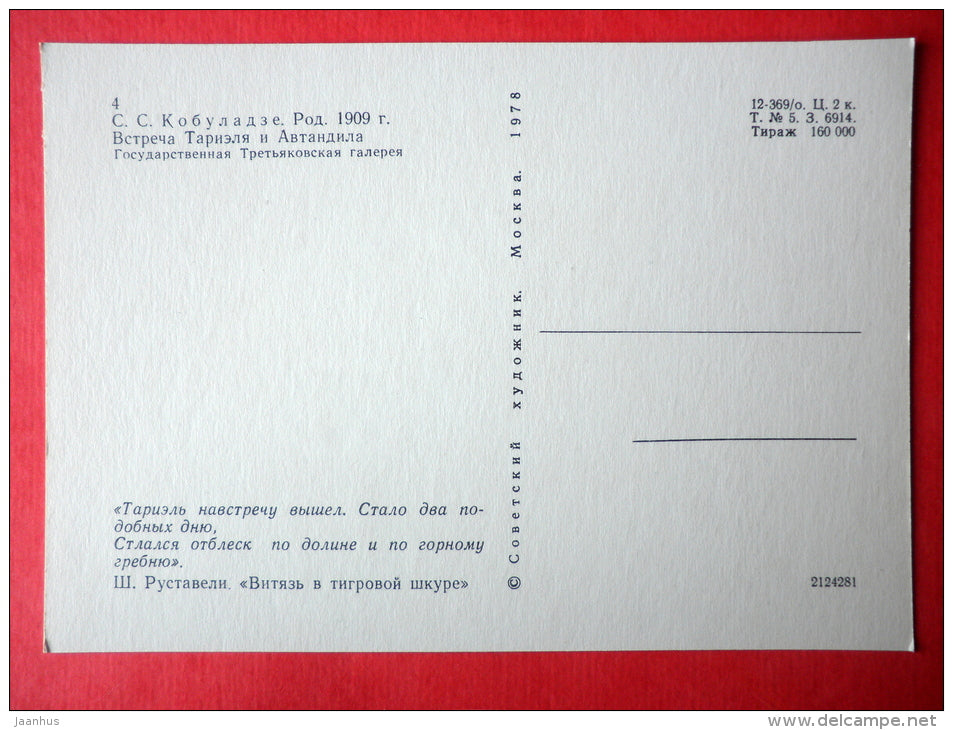 4
С. С. Кобуладзе. Род. 1909 г.
Встреча Тариэля и Автандила
Государственная Третьяковская галерея
«Тариэль навстречу вышел. Стало два по-
добных дню,
Стлался отблеск по долине и по горному
гребню».
Ш. Руставели. «Витязь в тигровой шкуре»
© Советский художник. Москва. 1978
12-369/о. Ц. 2 к.
Т. № 5. З. 6914.
Тираж 160 000
2124281
Jaanhus
www.delcampe.net